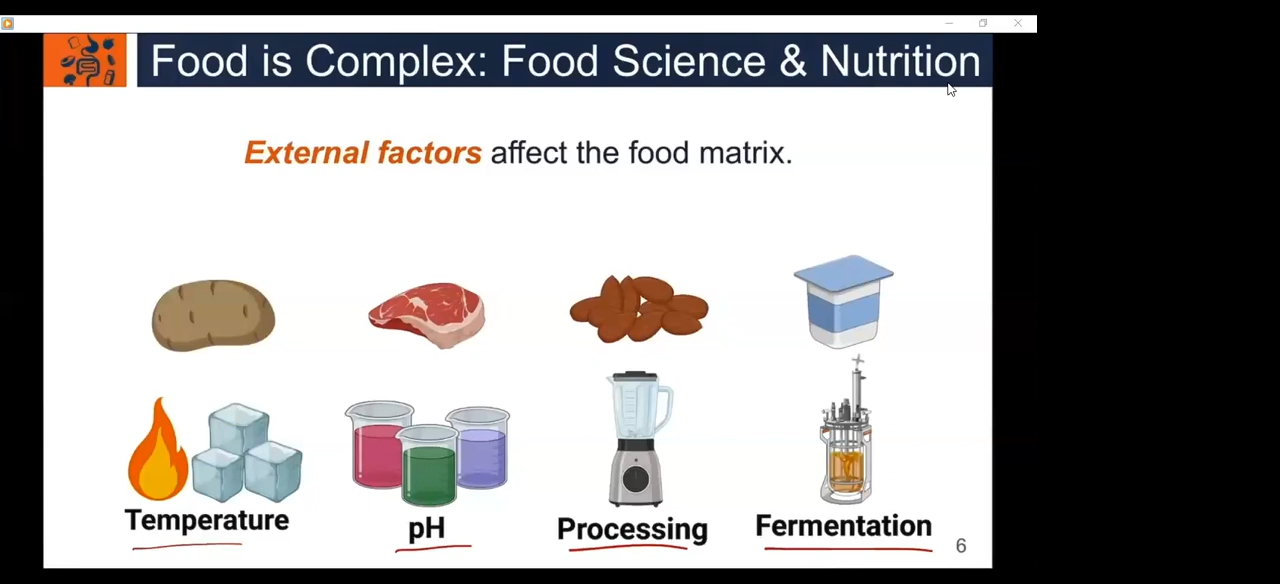 Food is Complex: Food Science & Nutrition
External factors affect the food matrix.
Temperature
pH
Processing
Fermentation
6